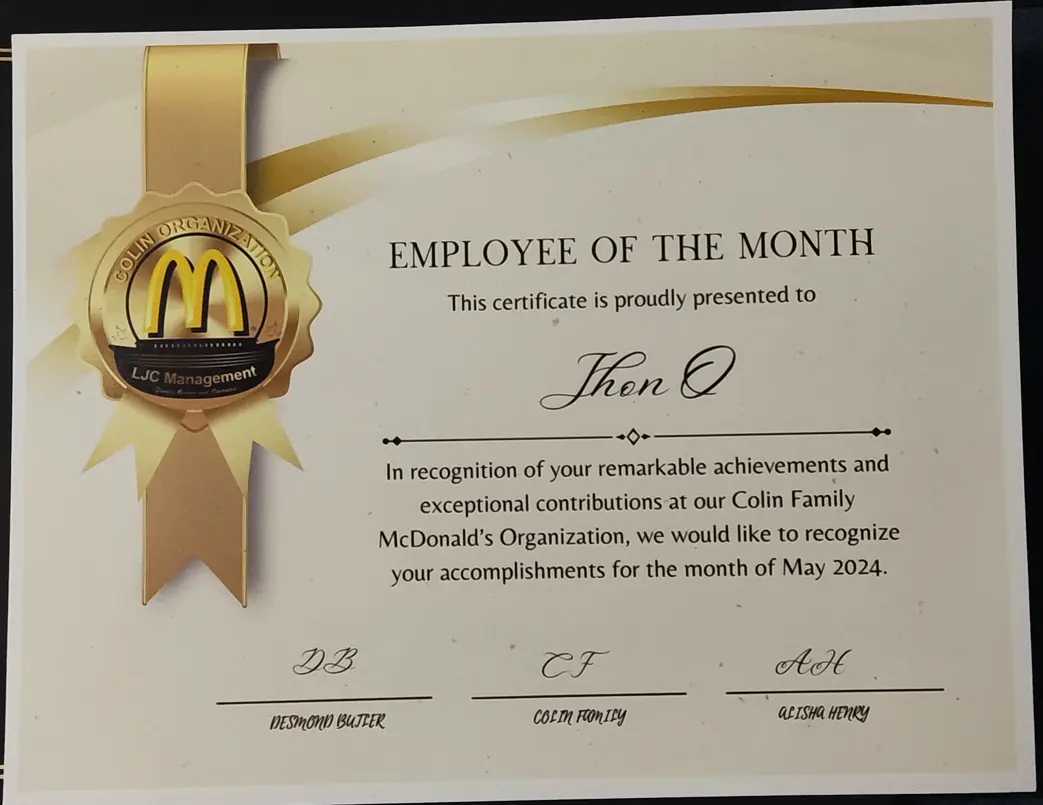 COLIN ORGANIZATION
LJC Management
EMPLOYEE OF THE MONTH
This certificate is proudly presented to
Jhon O
In recognition of your remarkable achievements and
exceptional contributions at our Colin Family
McDonald's Organization, we would like to recognize
your accomplishments for the month of May 2024.
DB CF AH
DESMOND BUTLER COLIN FAMILY ALISHA HENRY